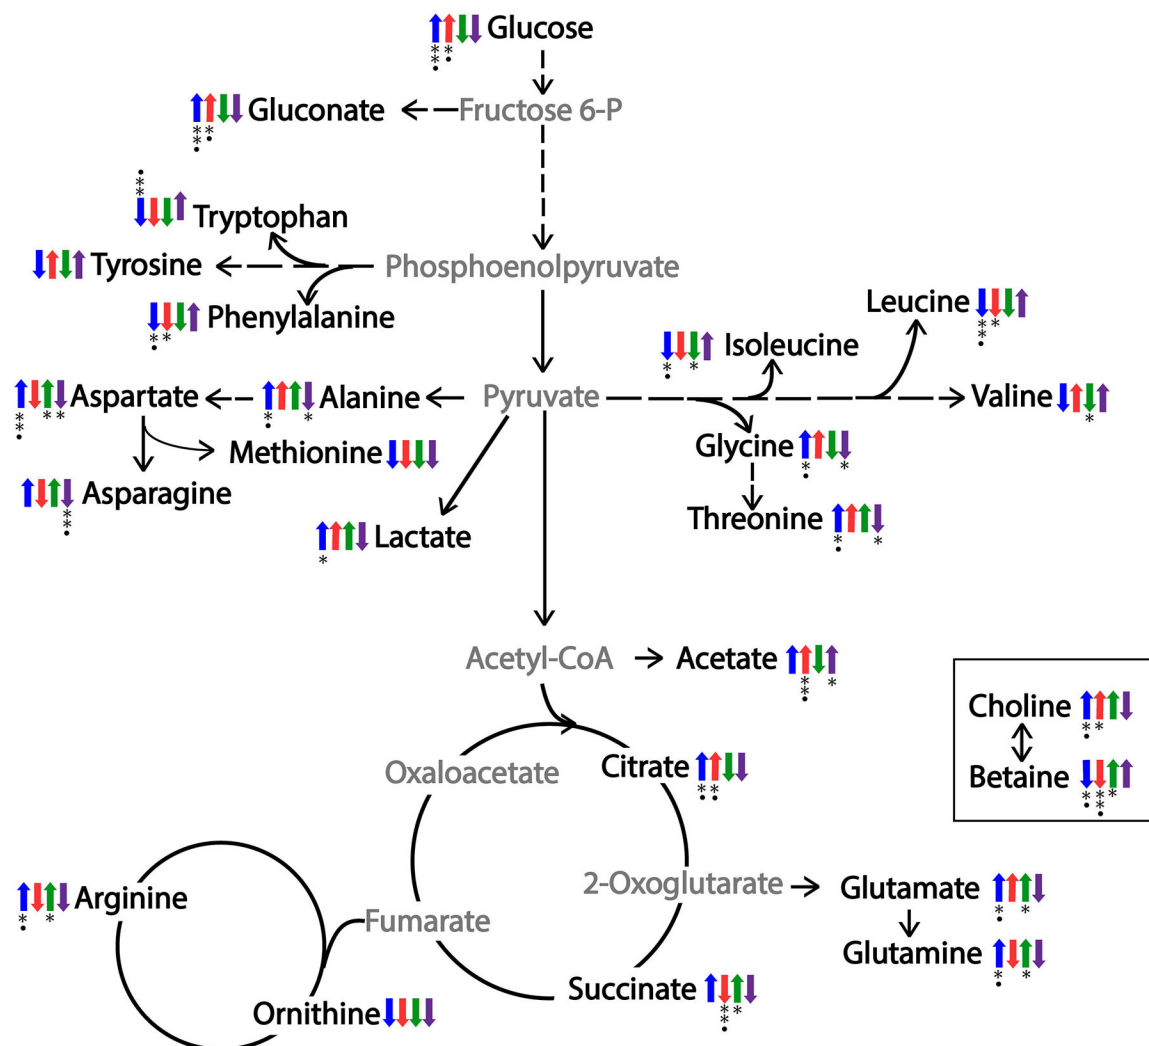 Glucose
Gluconate
Fructose 6-P
Tryptophan
Tyrosine
Phosphoenolpyruvate
Phenylalanine
Leucine
Isoleucine
Aspartate
Alanine
Pyruvate
Valine
Methionine
Glycine
Asparagine
Threonine
Lactate
Acetyl-CoA
Acetate
Choline
Oxaloacetate
Citrate
Betaine
2-Oxoglutarate
Glutamate
Arginine
Fumarate
Glutamine
Succinate
Ornithine